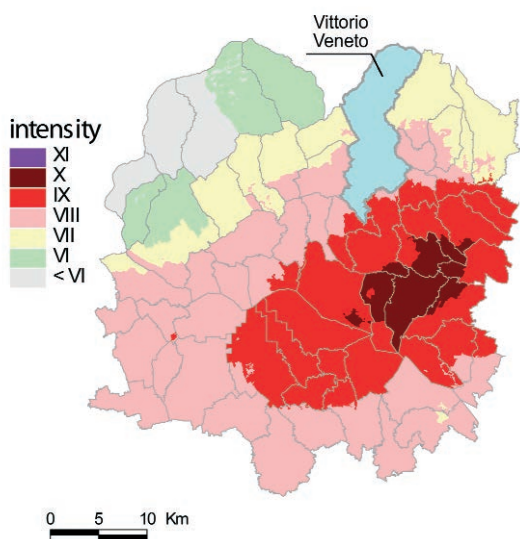 Vittorio
Veneto
intensity
XI
X
IX
VIII
VII
VI
< VI
0 5 10 Km